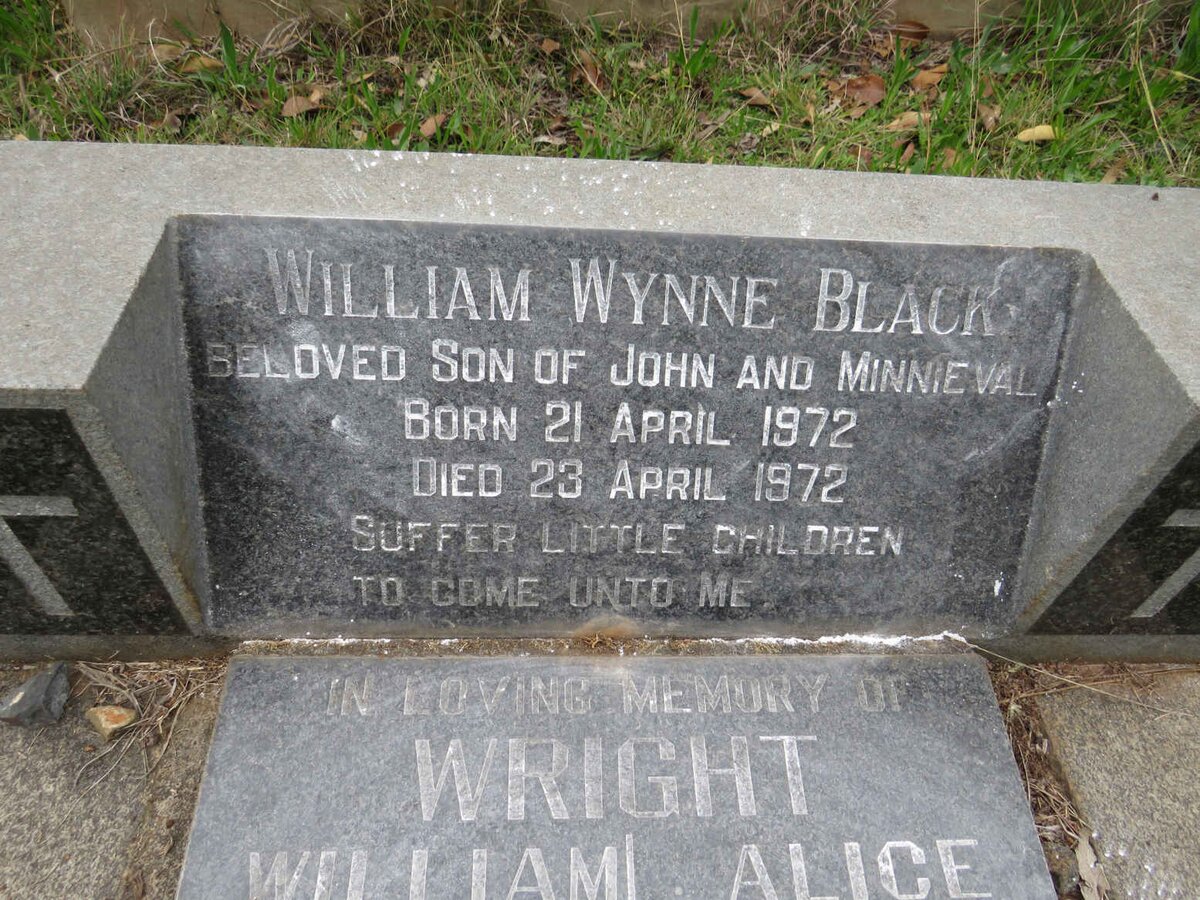 William Wynne Black
beloved Son of John and Minnieval
Born 21 April 1972
Died 23 April 1972
Suffer little children
to come unto Me
In loving memory of
WRIGHT
WILLIAM ALICE